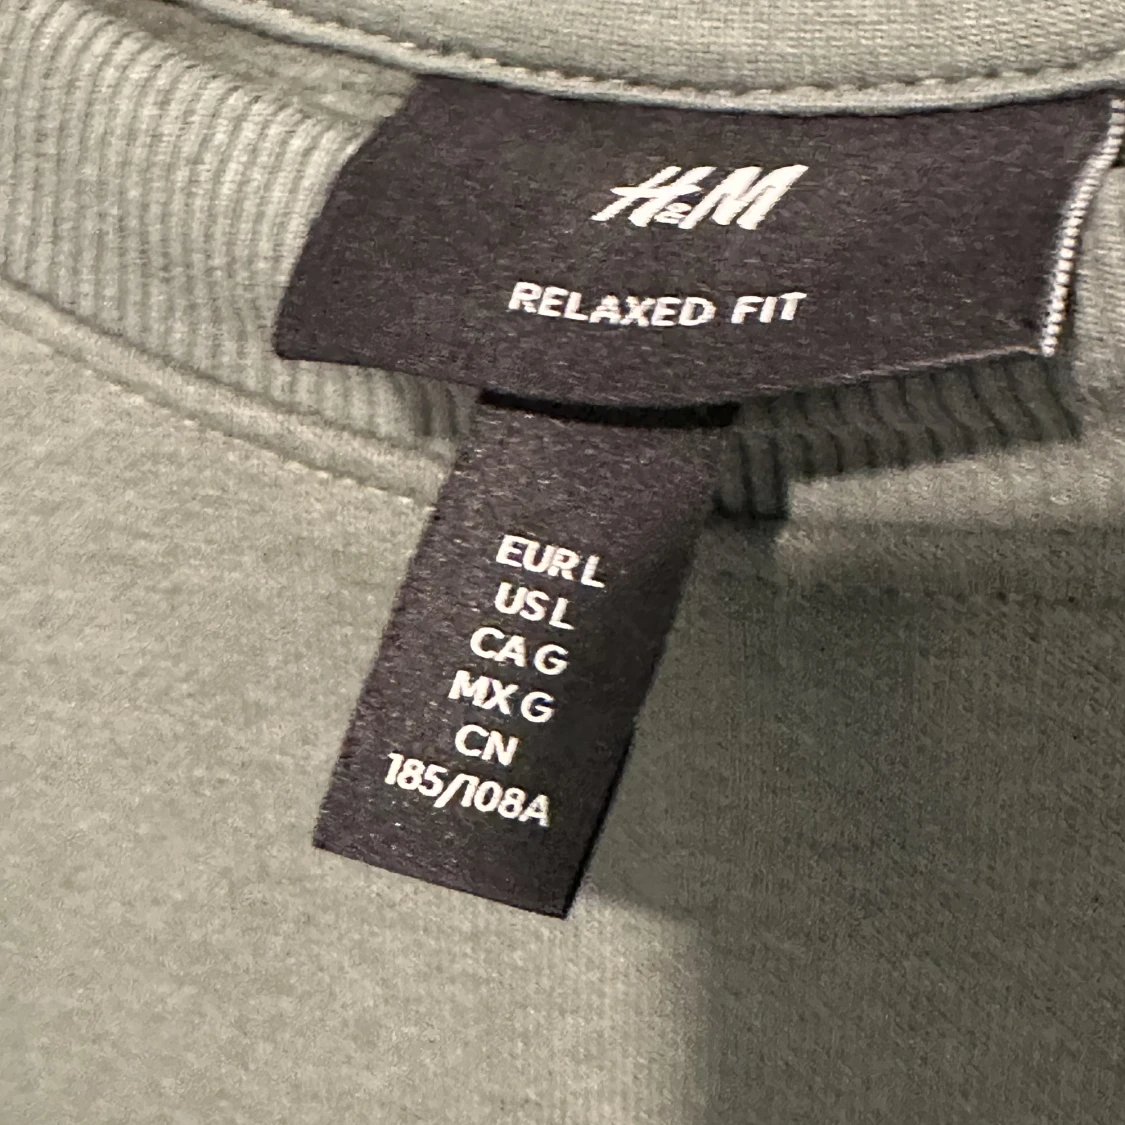 H&M
RELAXED FIT
EUR L
US L
CA G
MX G
CN
185/108A